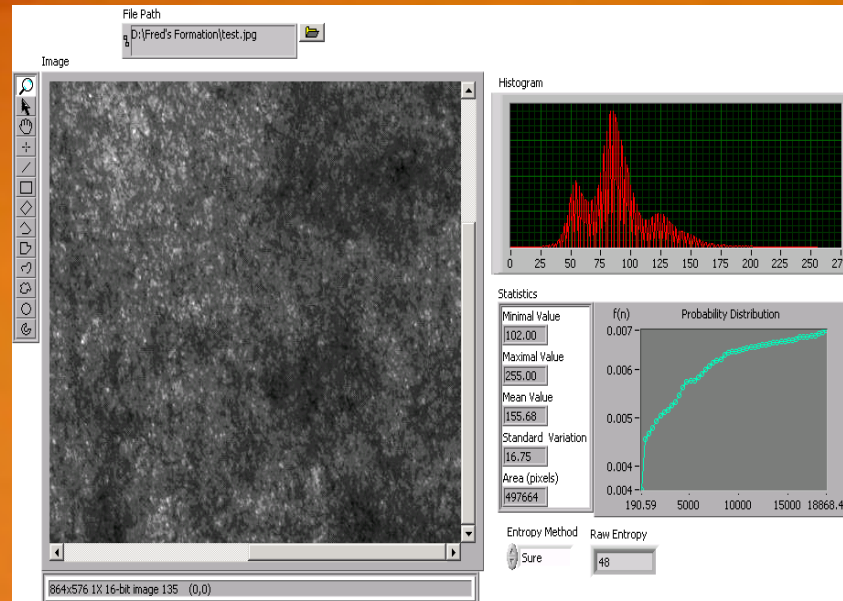 File Path
D:\Fred's Formation\test.jpg
Image
Histogram
0 25 50 75 100 125 150 175 200 225 250 27
Statistics
Minimal Value
102.00
Maximal Value
255.00
Mean Value
155.68
Standard Variation
16.75
Area (pixels)
497664
f(n) Probability Distribution
0.007
0.006
0.005
0.004
0.004
190.59 5000 10000 15000 18868.4
Entropy Method Raw Entropy
Sure 48
864x576 1X 16-bit image 135 (0,0)